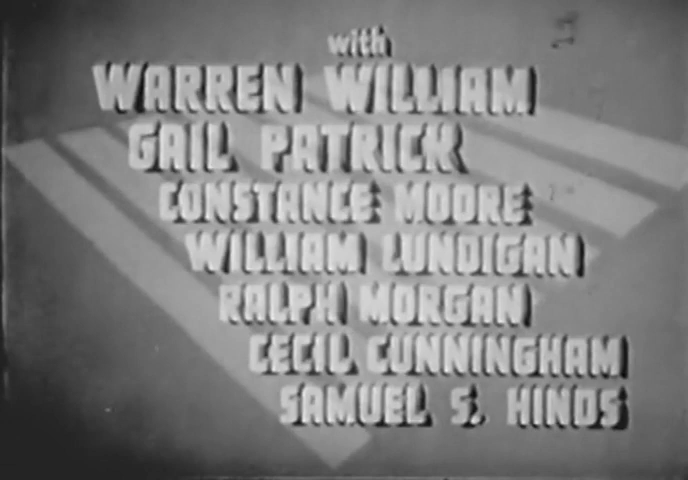 with
WARREN WILLIAM
GAIL PATRICK
CONSTANCE MOORE
WILLIAM LUNDIGAN
RALPH MORGAN
CECIL CUNNINGHAM
SAMUEL S. HINDS